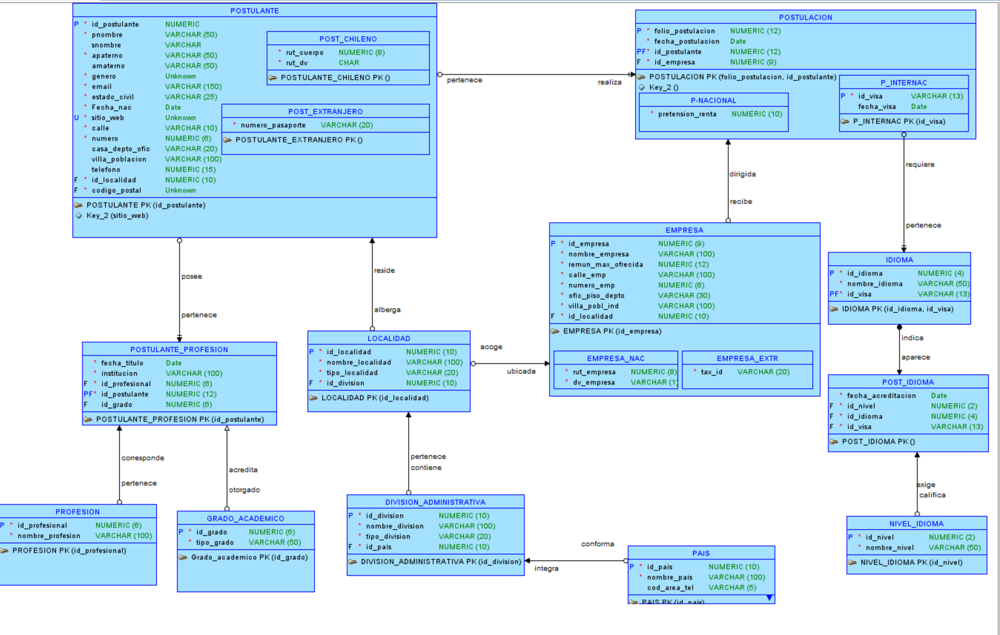 POSTULANTE
P * id_postulante NUMERIC
* pnombre VARCHAR (50)
snombre VARCHAR
* apaterno VARCHAR (50)
amaterno VARCHAR (50)
* genero Unknown
* email VARCHAR (150)
* estado_civil VARCHAR (25)
* Fecha_nac Date
U * sitio_web Unknown
* calle VARCHAR (10)
* numero NUMERIC (6)
casa_depto_ofic VARCHAR (20)
villa_poblacion VARCHAR (100)
telefono NUMERIC (15)
F * id_localidad NUMERIC (10)
F * codigo_postal Unknown
POSTULANTE PK (id_postulante)
Key_2 (sitio_web)
POST_CHILENO
* rut_cuerpo NUMERIC (8)
* rut_dv CHAR
POSTULANTE_CHILENO PK ()
POST_EXTRANJERO
* numero_pasaporte VARCHAR (20)
POSTULANTE_EXTRANJERO PK ()
pertenece
realiza
POSTULACION
P * folio_postulacion NUMERIC (12)
* fecha_postulacion Date
PF* id_postulante NUMERIC (12)
F * id_empresa NUMERIC (9)
POSTULACION PK (folio_postulacion, id_postulante)
Key_2 ()
P-NACIONAL
* pretension_renta NUMERIC (10)
P_INTERNAC
P * id_visa VARCHAR (13)
fecha_visa Date
P_INTERNAC PK (id_visa)
requiere
pertenece
dirigida
recibe
EMPRESA
P * id_empresa NUMERIC (9)
* nombre_empresa VARCHAR (100)
* remun_max_ofrecida NUMERIC (12)
* calle_emp VARCHAR (100)
* numero_emp NUMERIC (6)
* ofic_piso_depto VARCHAR (30)
* villa_pobl_ind VARCHAR (100)
F * id_localidad NUMERIC (10)
EMPRESA PK (id_empresa)
EMPRESA_NAC
* rut_empresa NUMERIC (8)
* dv_empresa VARCHAR (1)
EMPRESA_EXTR
* tax_id VARCHAR (20)
IDIOMA
P * id_idioma NUMERIC (4)
* nombre_idioma VARCHAR (50)
PF* id_visa VARCHAR (13)
IDIOMA PK (id_idioma, id_visa)
indica
aparece
posee
pertenece
reside
alberga
POSTULANTE_PROFESION
* fecha_titulo Date
* institucion VARCHAR (100)
F * id_profesional NUMERIC (6)
PF* id_postulante NUMERIC (12)
F id_grado NUMERIC (6)
POSTULANTE_PROFESION PK (id_postulante)
LOCALIDAD
P * id_localidad NUMERIC (10)
* nombre_localidad VARCHAR (100)
* tipo_localidad VARCHAR (20)
F * id_division NUMERIC (10)
LOCALIDAD PK (id_localidad)
acoge
ubicada
POST_IDIOMA
* fecha_acreditacion Date
F * id_nivel NUMERIC (2)
F * id_idioma NUMERIC (4)
F * id_visa VARCHAR (13)
POST_IDIOMA PK ()
corresponde
pertenece
acredita
otorgado
pertenece
contiene
exige
califica
PROFESION
P * id_profesional NUMERIC (6)
* nombre_profesion VARCHAR (100)
PROFESION PK (id_profesional)
GRADO_ACADEMICO
P * id_grado NUMERIC (6)
* tipo_grado VARCHAR (50)
Grado_academico PK (id_grado)
DIVISION_ADMINISTRATIVA
P * id_division NUMERIC (10)
* nombre_division VARCHAR (100)
* tipo_division VARCHAR (20)
F * id_pais NUMERIC (10)
DIVISION_ADMINISTRATIVA PK (id_division)
conforma
integra
PAIS
P * id_pais NUMERIC (10)
* nombre_pais VARCHAR (100)
cod_area_tel VARCHAR (5)
PAIS PK (id_pais)
NIVEL_IDIOMA
P * id_nivel NUMERIC (2)
* nombre_nivel VARCHAR (50)
NIVEL_IDIOMA PK (id_nivel)